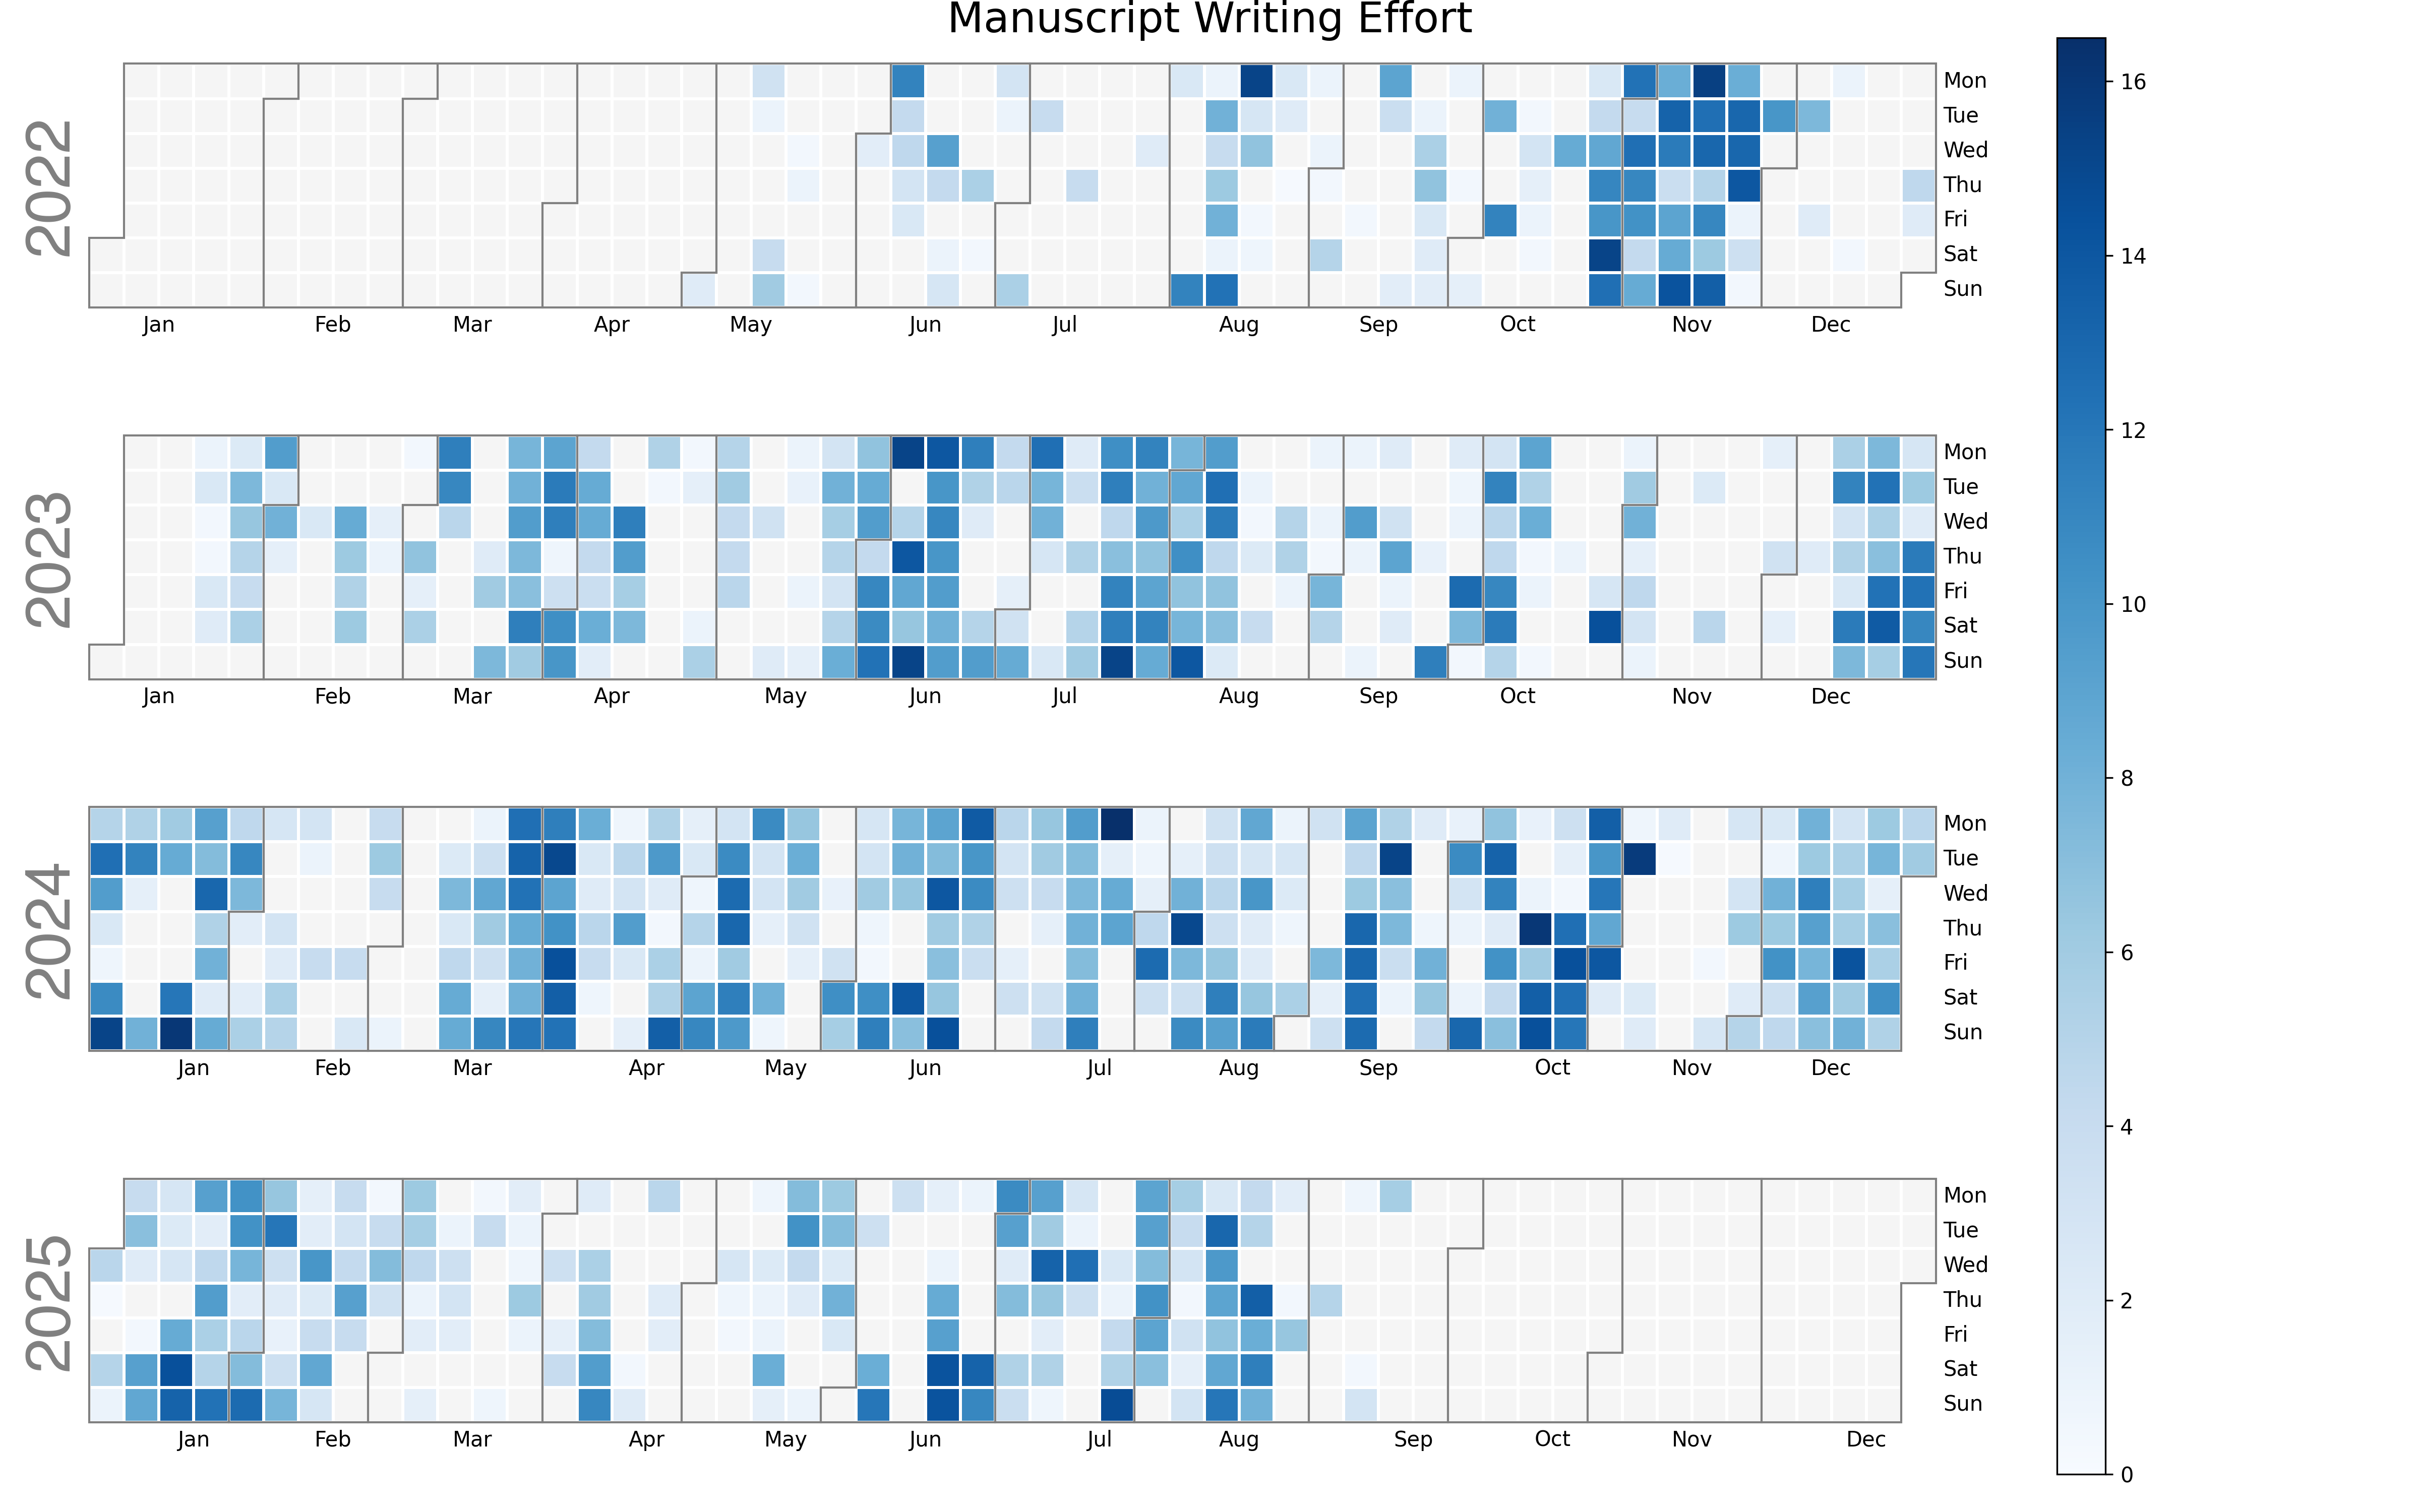 Manuscript Writing Effort
2022
Mon
Tue
Wed
Thu
Fri
Sat
Sun
Jan Feb Mar Apr May Jun Jul Aug Sep Oct Nov Dec
2023
Mon
Tue
Wed
Thu
Fri
Sat
Sun
Jan Feb Mar Apr May Jun Jul Aug Sep Oct Nov Dec
2024
Mon
Tue
Wed
Thu
Fri
Sat
Sun
Jan Feb Mar Apr May Jun Jul Aug Sep Oct Nov Dec
2025
Mon
Tue
Wed
Thu
Fri
Sat
Sun
Jan Feb Mar Apr May Jun Jul Aug Sep Oct Nov Dec
16
14
12
10
8
6
4
2
0